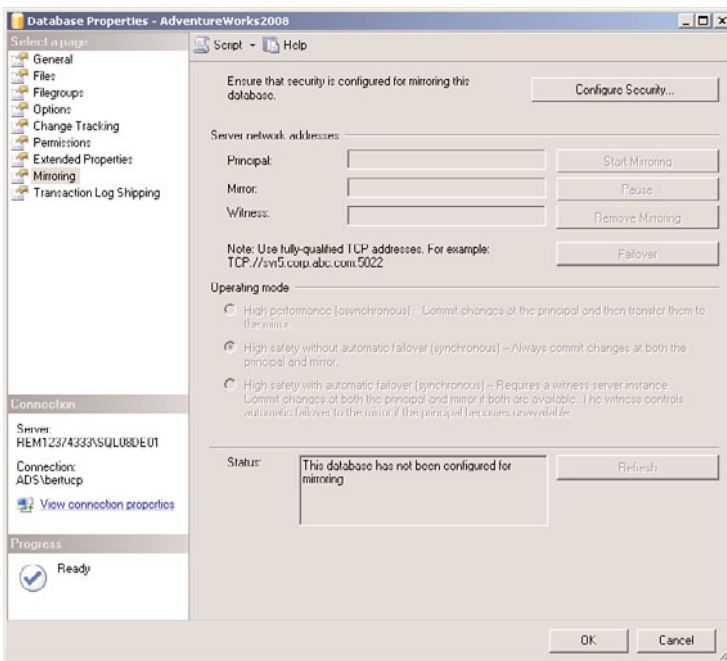 Database Properties - AdventureWorks2008
Select a page
General
Files
Filegroups
Options
Change Tracking
Permissions
Extended Properties
Mirroring
Transaction Log Shipping
Script
Help
Ensure that security is configured for mirroring this
database.
Configure Security...
Server network addresses
Principal:
Start Mirroring
Mirror:
Pause
Witness:
Remove Mirroring
Note: Use fully-qualified TCP addresses. For example:
TCP://svr5.corp.abc.com:5022
Failover
Operating mode
High performance (asynchronous) – Commit changes at the principal and then transfer them to
the mirror.
High safety without automatic failover (synchronous) – Always commit changes at both the
principal and mirror.
High safety with automatic failover (synchronous) – Requires a witness server instance.
Commit changes at both the principal and mirror if both are available. The witness controls
automatic failover to the mirror if the principal becomes unavailable.
Connection
Server:
REM12374333\SQL08DE01
Connection:
ADS\bertucp
View connection properties
Status:
This database has not been configured for
mirroring
Refresh
Progress
Ready
OK
Cancel